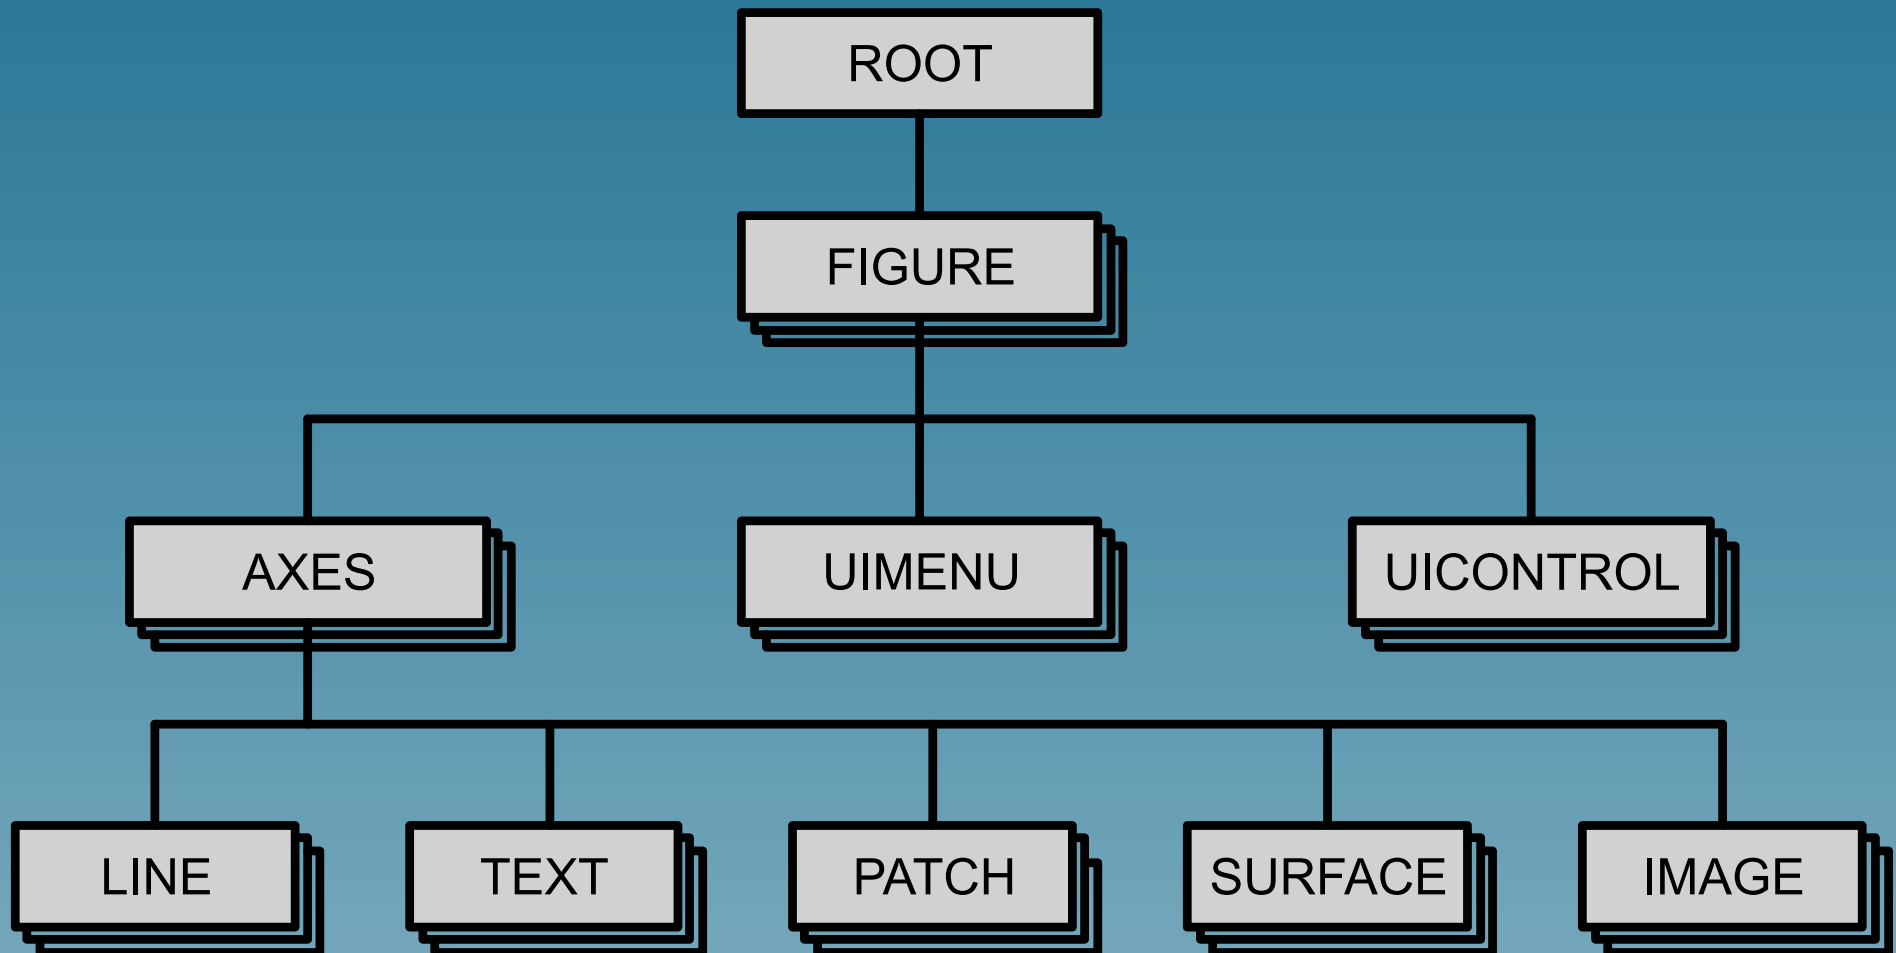 ROOT
FIGURE
AXES
UIMENU
UICONTROL
LINE
TEXT
PATCH
SURFACE
IMAGE